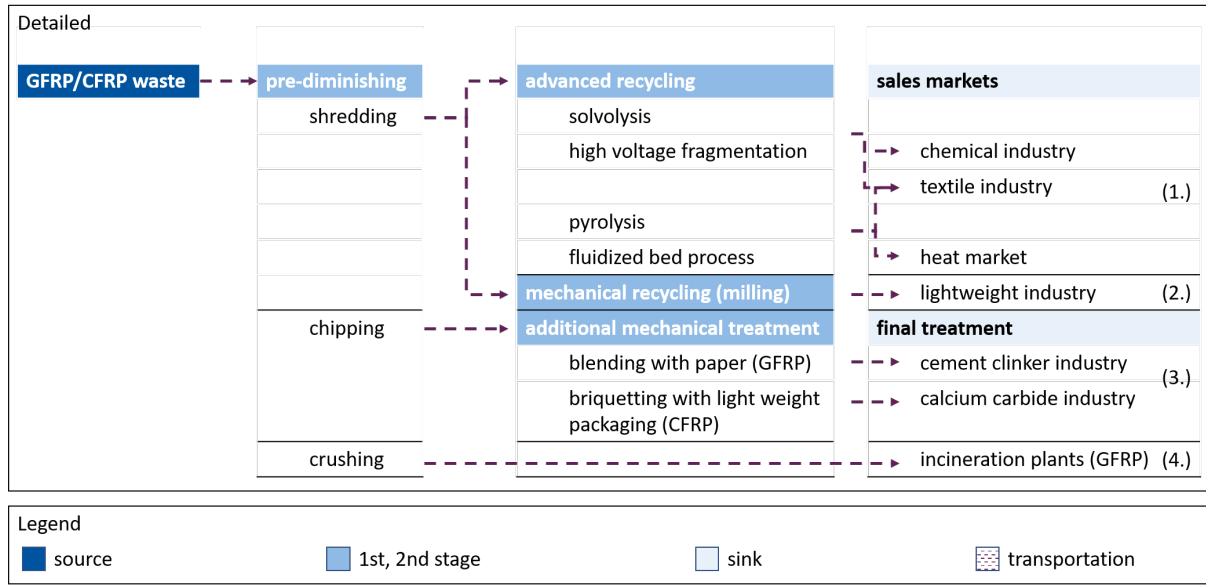 Detailed
GFRP/CFRP waste
pre-diminishing
advanced recycling
sales markets
shredding
solvolysis
high voltage fragmentation
chemical industry
textile industry
(1.)
pyrolysis
fluidized bed process
heat market
mechanical recycling (milling)
lightweight industry
(2.)
chipping
additional mechanical treatment
final treatment
blending with paper (GFRP)
cement clinker industry
(3.)
briquetting with light weight
packaging (CFRP)
calcium carbide industry
crushing
incineration plants (GFRP)
(4.)
Legend
source
1st, 2nd stage
sink
transportation